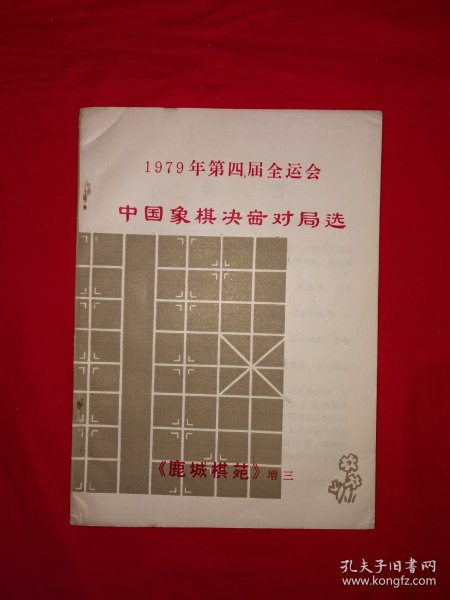 1979年第四届全运会
中国象棋决畓对局选
《鹿城棋苑》增三
孔夫子旧书网
www.kongfz.com